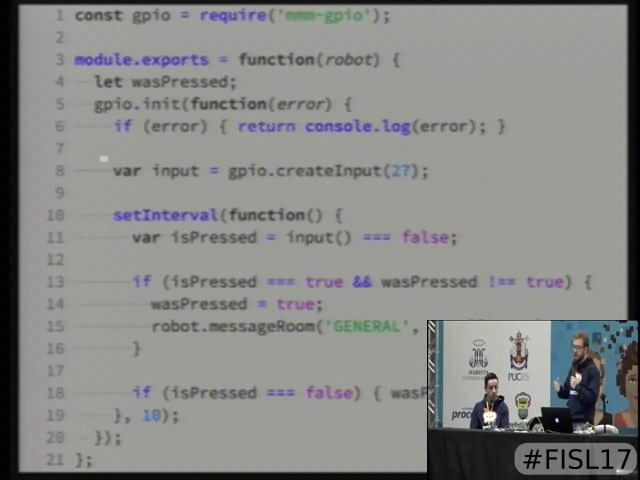 1 const gpio = require('mmm-gpio');
2
3 module.exports = function(robot) {
4 let wasPressed;
5 gpio.init(function(error) {
6 if (error) { return console.log(error); }
7
8 var input = gpio.createInput(27);
9
10 setInterval(function() {
11 var isPressed = input() === false;
12
13 if (isPressed === true && wasPressed !== true) {
14 wasPressed = true;
15 robot.messageRoom('GENERAL',
16 }
17
18 if (isPressed === false) { wasP
19 }, 10);
20 });
21 };
MARISTA
PUCRS
#FISL17